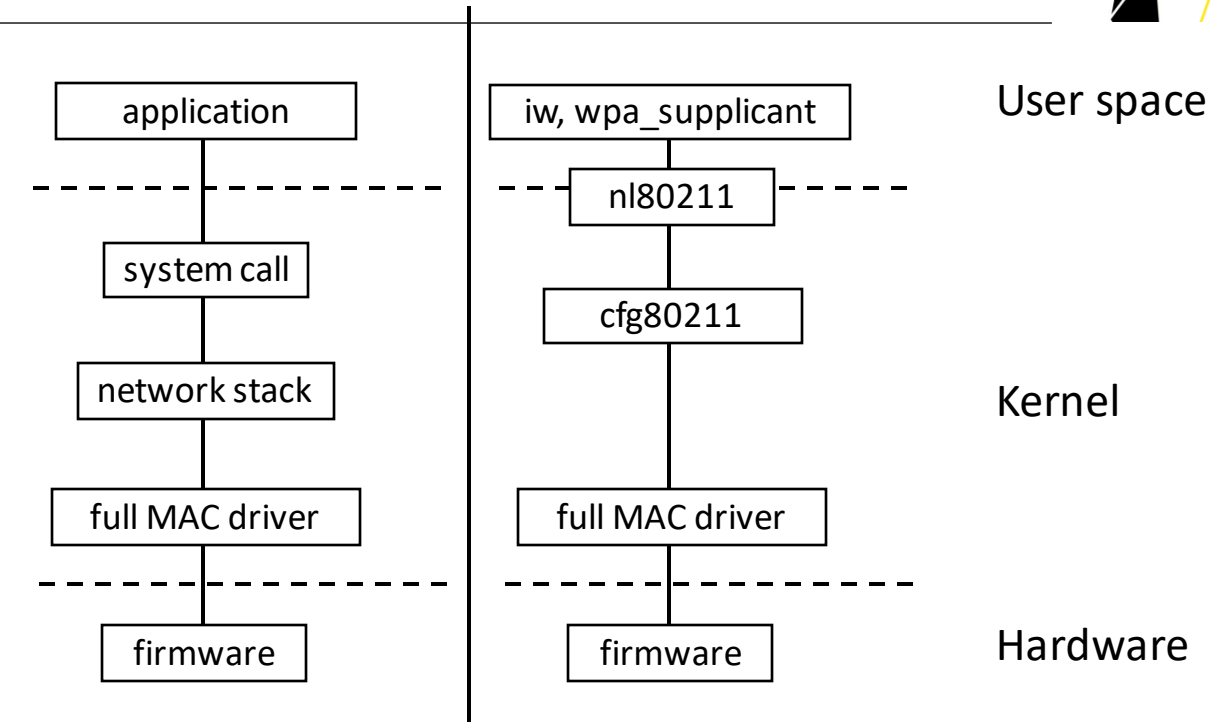 application
system call
network stack
full MAC driver
firmware
iw, wpa_supplicant
nl80211
cfg80211
full MAC driver
firmware
User space
Kernel
Hardware